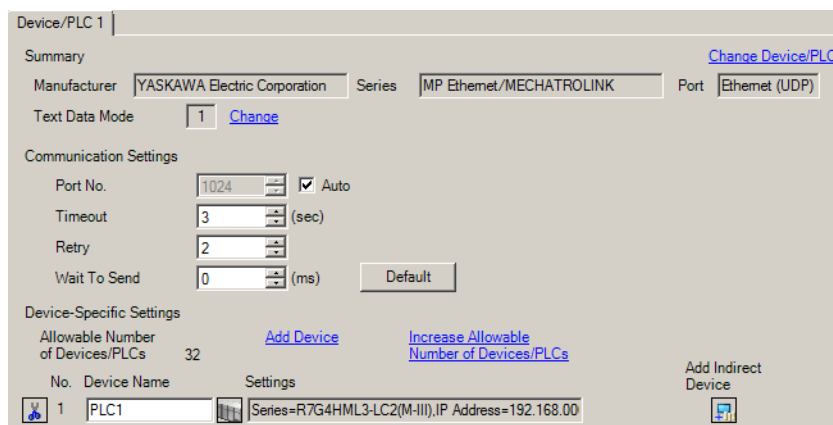 Device/PLC 1
Summary
Change Device/PLC
Manufacturer YASKAWA Electric Corporation Series MP Ethernet/MECHATROLINK Port Ethernet (UDP)
Text Data Mode 1 Change
Communication Settings
Port No. 1024 Auto
Timeout 3 (sec)
Retry 2
Wait To Send 0 (ms) Default
Device-Specific Settings
Allowable Number Add Device Increase Allowable
of Devices/PLCs 32 Number of Devices/PLCs
Add Indirect
No. Device Name Settings Device
1 PLC1 Series=R7G4HML3-LC2(M-III),IP Address=192.168.00